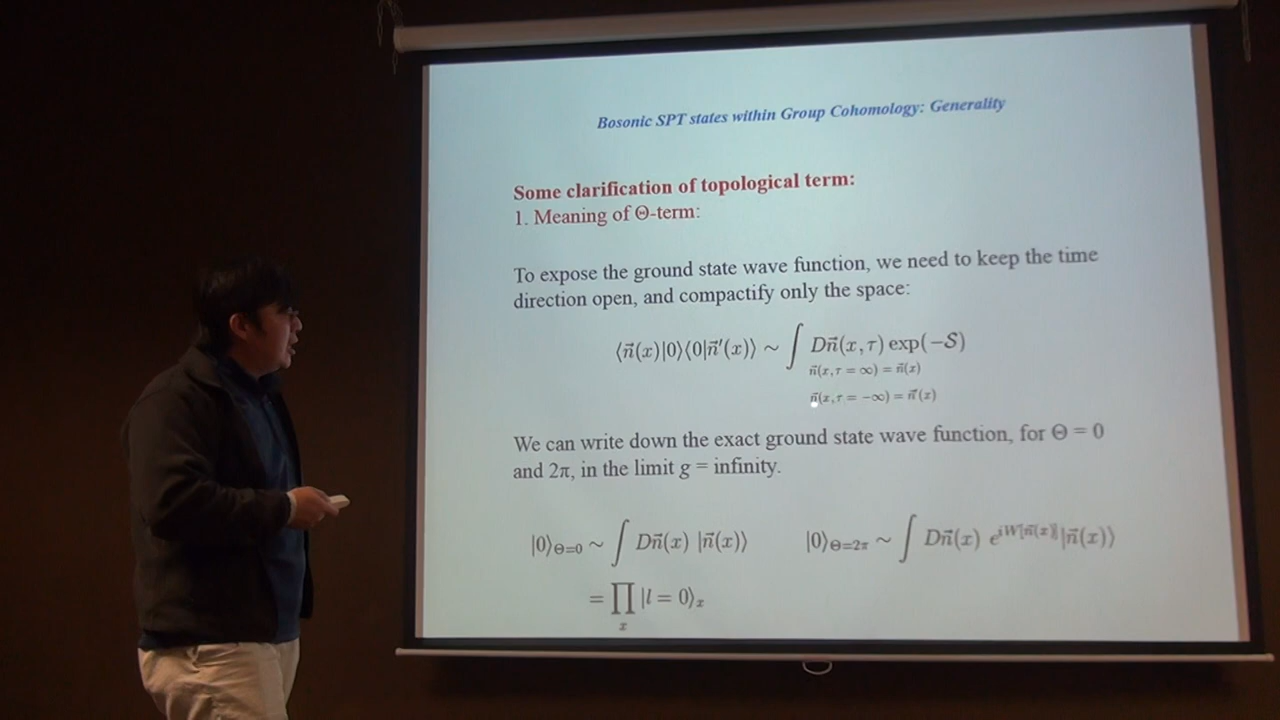 Bosonic SPT states within Group Cohomology: Generality
Some clarification of topological term:
1. Meaning of Θ-term:
To expose the ground state wave function, we need to keep the time
direction open, and compactify only the space:
⟨n⃗(x)|0⟩⟨0|n⃗′(x)⟩ ∼ ∫ Dn⃗(x, τ) exp(−S)
n⃗(x, τ = ∞) = n⃗(x)
n⃗(x, τ = −∞) = n⃗′(x)
We can write down the exact ground state wave function, for Θ = 0
and 2π, in the limit g = infinity.
|0⟩_{Θ=0} ∼ ∫ Dn⃗(x) |n⃗(x)⟩ |0⟩_{Θ=2π} ∼ ∫ Dn⃗(x) e^{iW[n⃗(x)]}|n⃗(x)⟩
= ∏_x |l = 0⟩_x